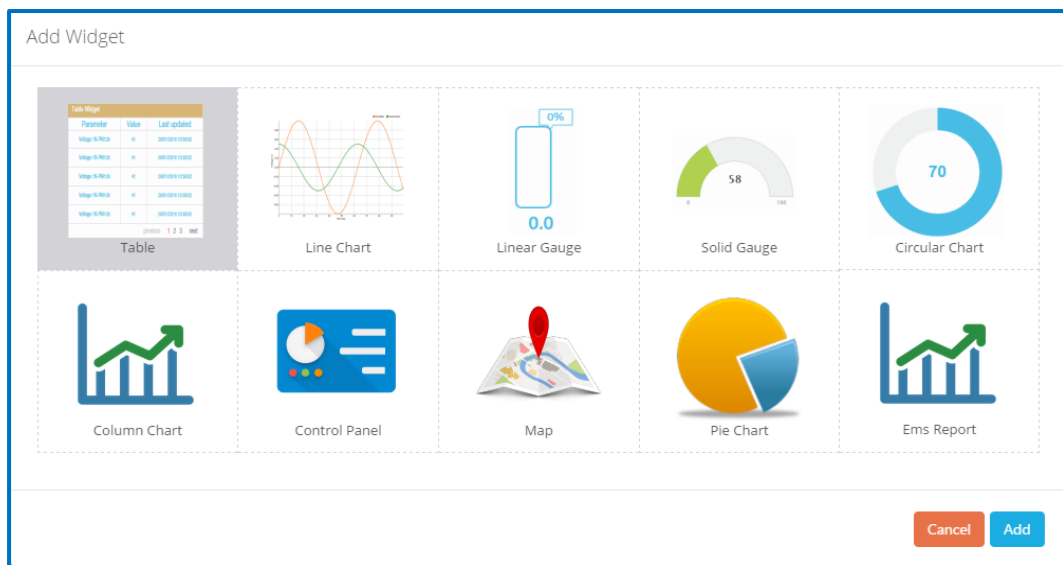 Add Widget
Table Widget
Parameter Value Last updated
previous 1 2 3 next
Table
Line Chart
0%
0.0
Linear Gauge
58
0 100
Solid Gauge
70
Circular Chart
Column Chart
Control Panel
Map
Pie Chart
Ems Report
Cancel Add